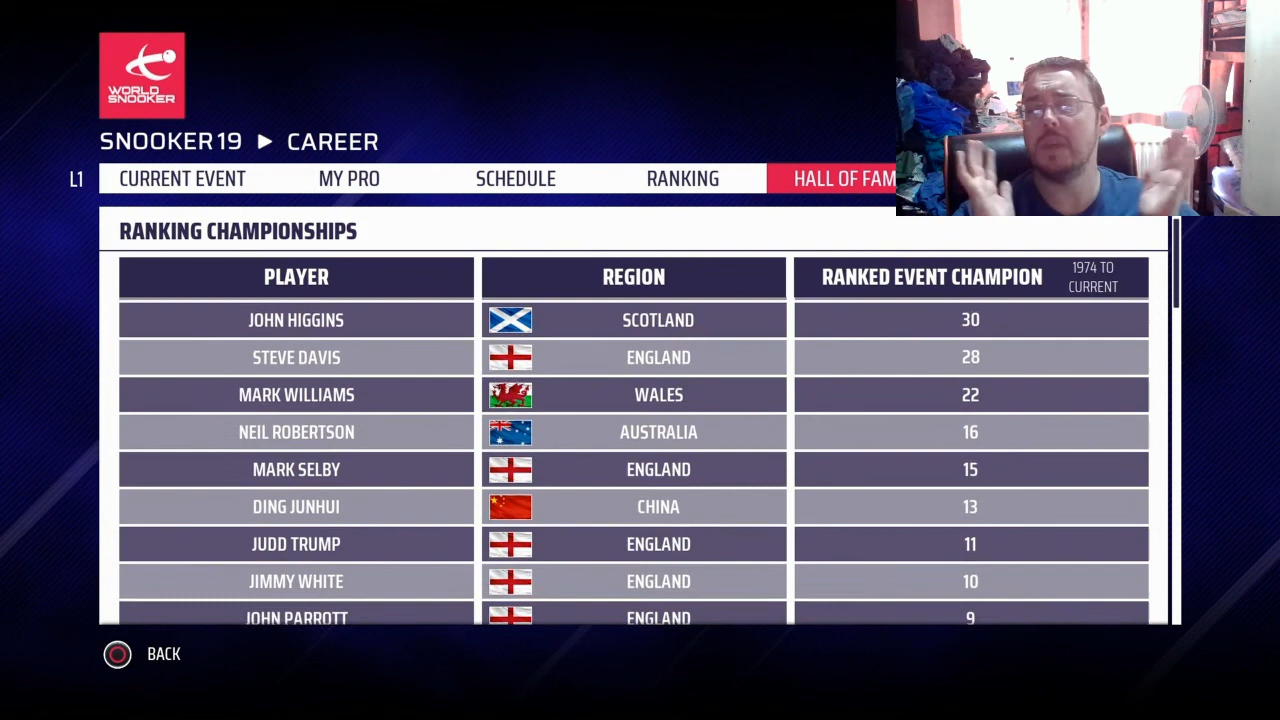 WORLD
SNOOKER
SNOOKER 19 ► CAREER
L1 CURRENT EVENT MY PRO SCHEDULE RANKING HALL OF FAM
RANKING CHAMPIONSHIPS
PLAYER REGION RANKED EVENT CHAMPION 1974 TO
CURRENT
JOHN HIGGINS SCOTLAND 30
STEVE DAVIS ENGLAND 28
MARK WILLIAMS WALES 22
NEIL ROBERTSON AUSTRALIA 16
MARK SELBY ENGLAND 15
DING JUNHUI CHINA 13
JUDD TRUMP ENGLAND 11
JIMMY WHITE ENGLAND 10
JOHN PARROTT ENGLAND 9
BACK